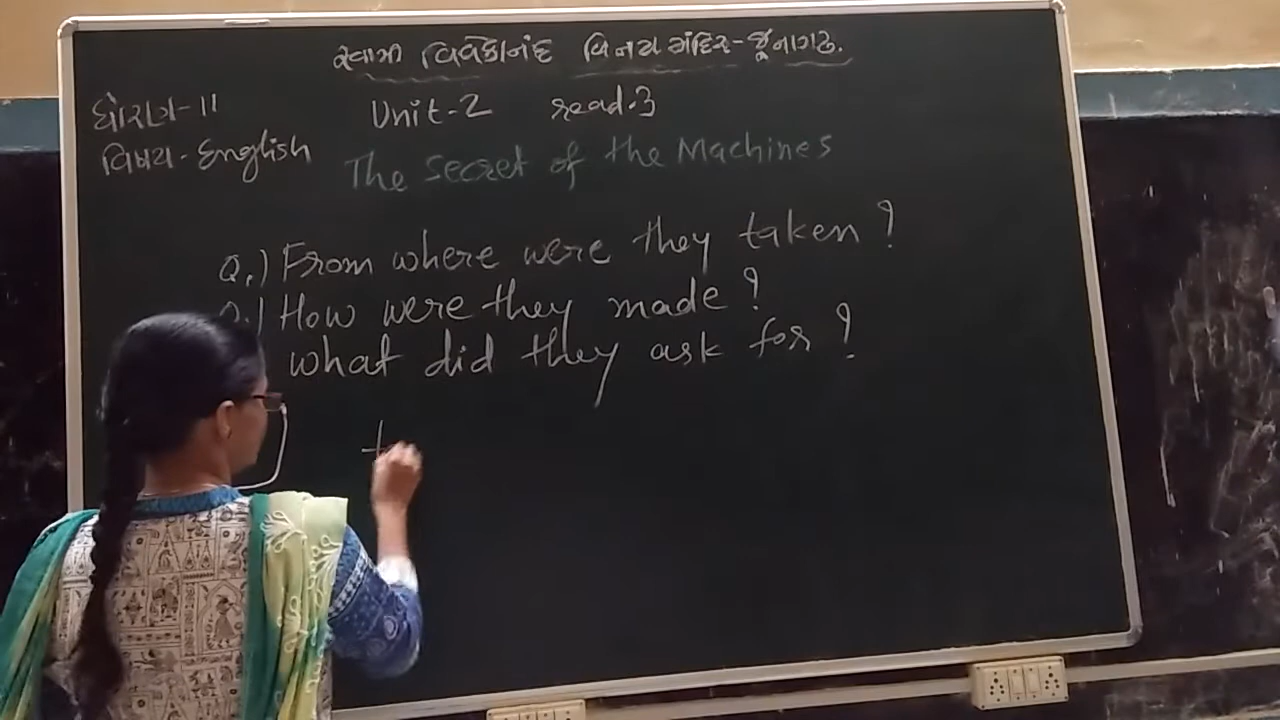 સ્વામી વિવેકાનંદ વિનયમંદિર-જૂનાગઢ.
ધોરણ-11
Unit-2 read.3
વિષય-English
The Secret of the Machines
Q.) From where were they taken?
Q.) How were they made?
what did they ask for?